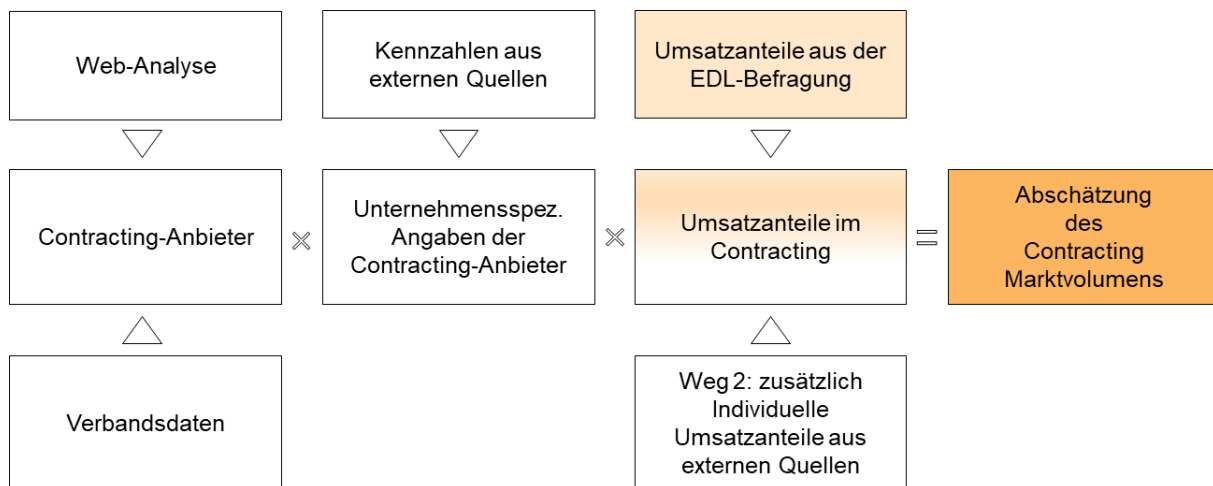 Web-Analyse
Kennzahlen aus
externen Quellen
Umsatzanteile aus der
EDL-Befragung
Contracting-Anbieter
×
Unternehmensspez.
Angaben der
Contracting-Anbieter
×
Umsatzanteile im
Contracting
=
Abschätzung
des
Contracting
Marktvolumens
Verbandsdaten
Weg 2: zusätzlich
Individuelle
Umsatzanteile aus
externen Quellen